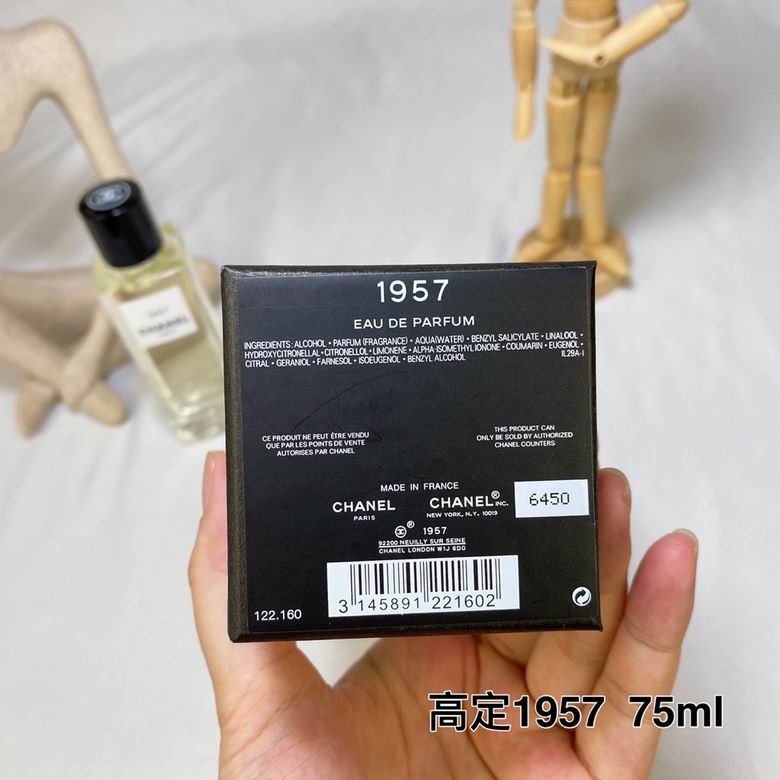 1957
EAU DE PARFUM
INGREDIENTS: ALCOHOL • PARFUM (FRAGRANCE) • AQUA(WATER) • BENZYL SALICYLATE • LINALOOL •
HYDROXYCITRONELLAL • CITRONELLOL • LIMONENE • ALPHA-ISOMETHYL IONONE • COUMARIN • EUGENOL •
CITRAL • GERANIOL • FARNESOL • ISOEUGENOL • BENZYL ALCOHOL
IL29A-I
CHANEL
CE PRODUIT NE PEUT ÊTRE VENDU
QUE PAR LES POINTS DE VENTE
AUTORISES PAR CHANEL
THIS PRODUCT CAN
ONLY BE SOLD BY AUTHORIZED
CHANEL COUNTERS
MADE IN FRANCE
CHANEL
PARIS
CHANEL® INC.
NEW YORK, N.Y. 10019
6450
® 1957
92200 NEUILLY SUR SEINE
CHANEL LONDON W1J 6DG
3 145891 221602
122.160
高定1957 75ml